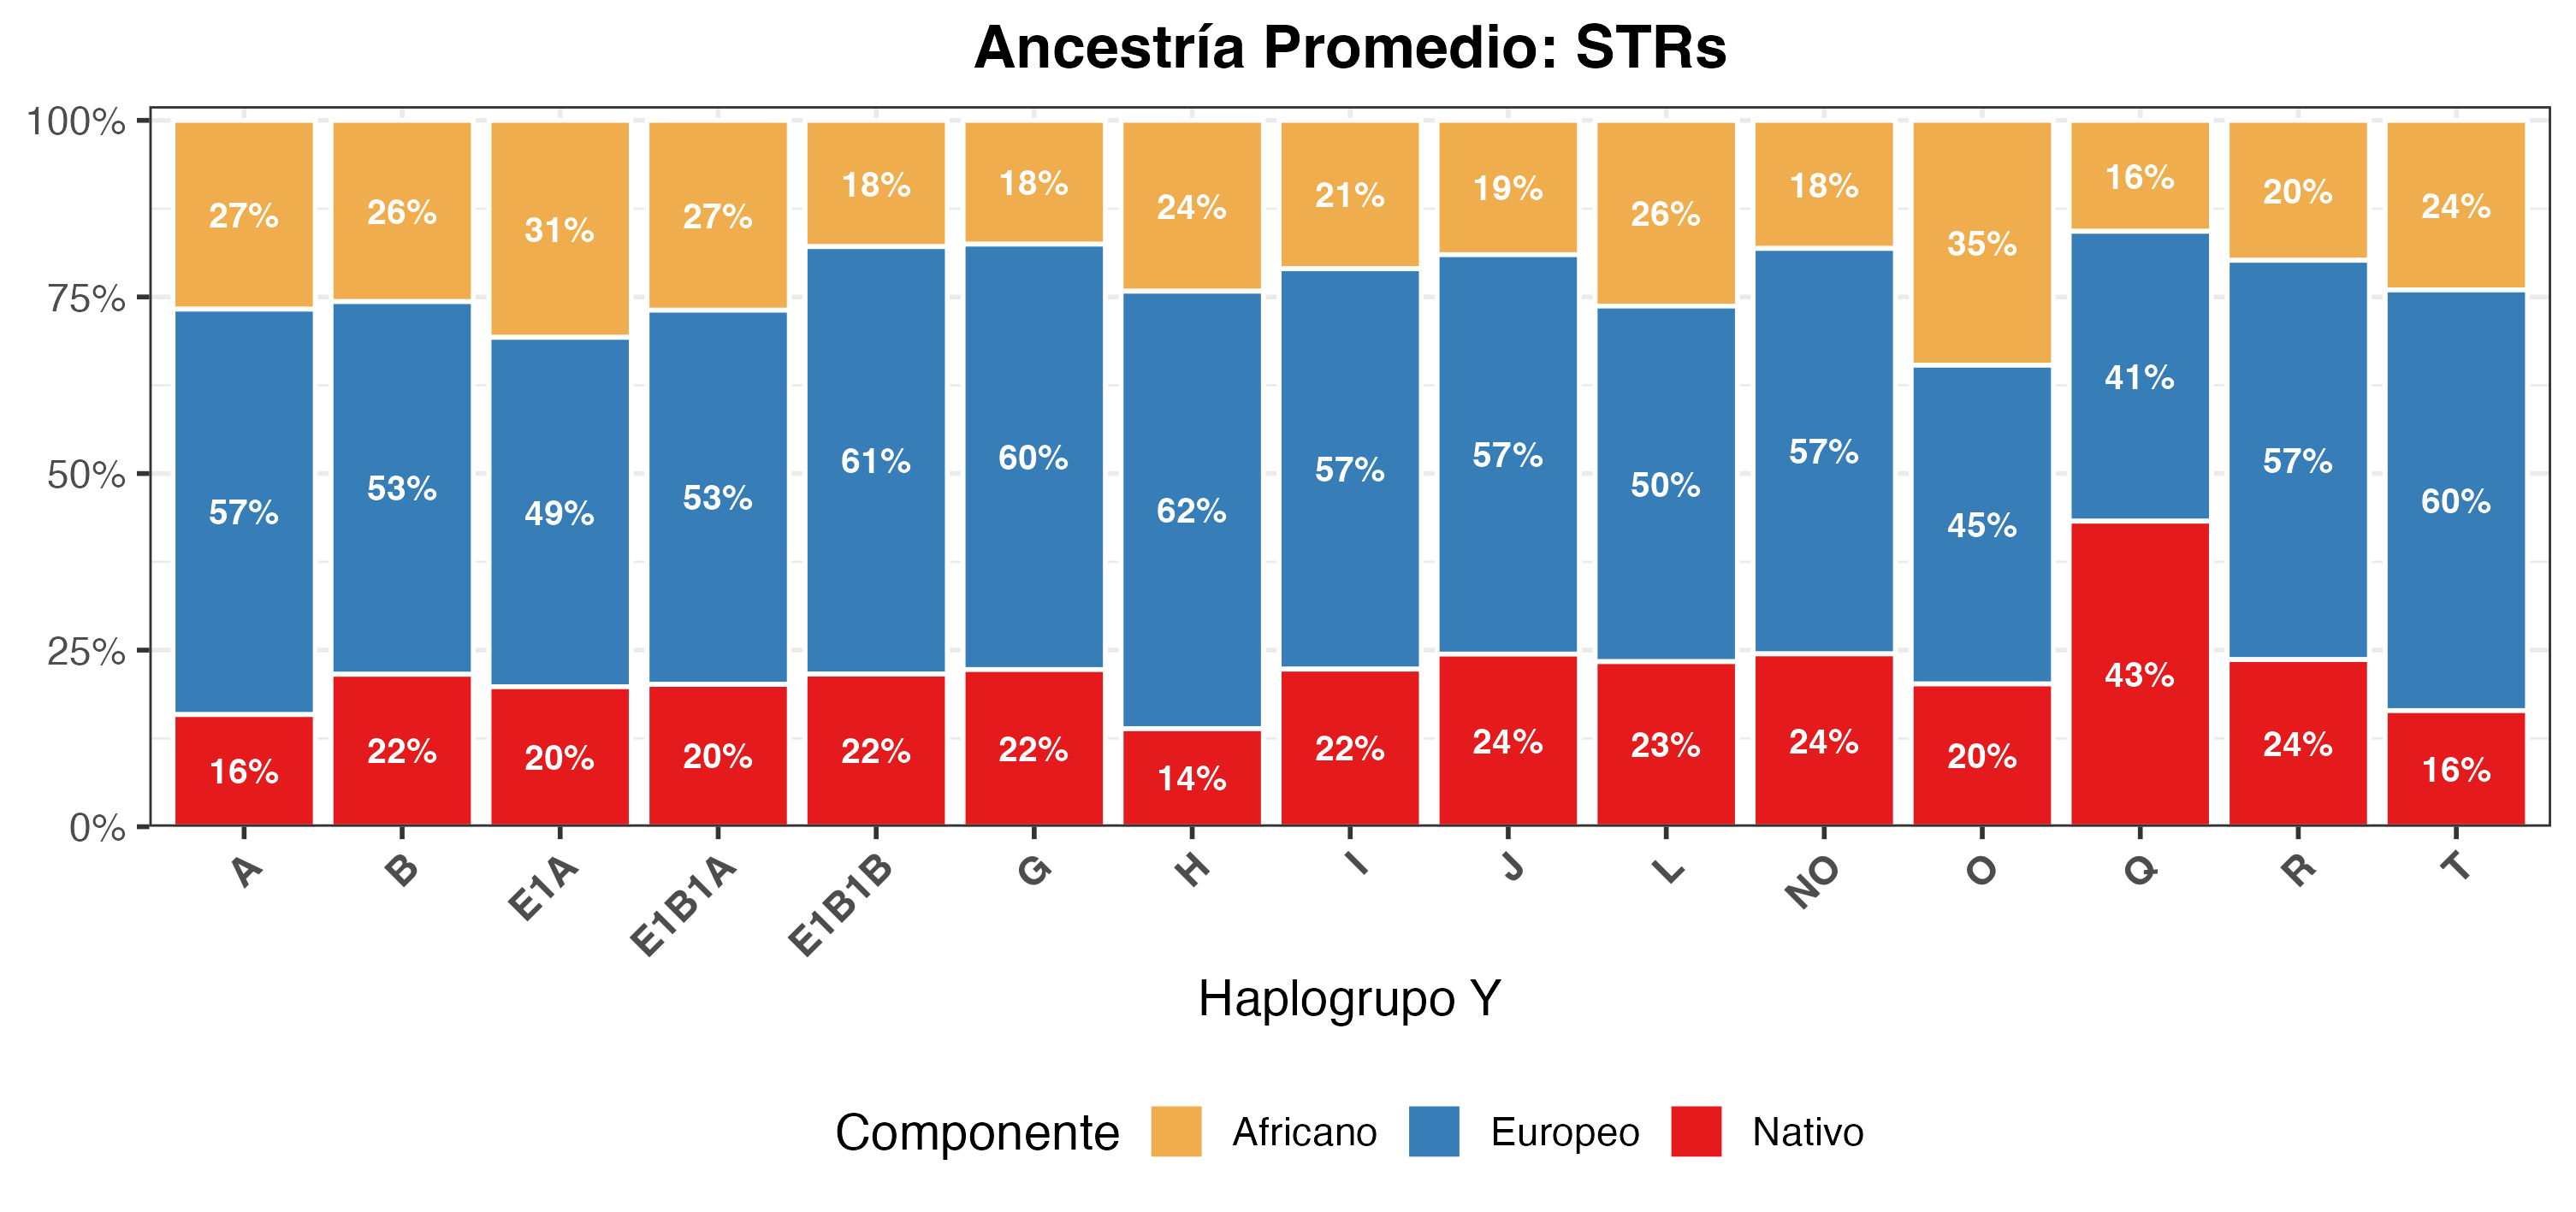 Ancestría Promedio: STRs
100%
75%
50%
25%
0%
27% 26% 31% 27% 18% 18% 24% 21% 19% 26% 18% 35% 16% 20% 24%
57% 53% 49% 53% 61% 60% 62% 57% 57% 50% 57% 45% 41% 57% 60%
16% 22% 20% 20% 22% 22% 14% 22% 24% 23% 24% 20% 43% 24% 16%
A B E1A E1B1A E1B1B G H I J L NO O Q R T
Haplogrupo Y
Componente Africano Europeo Nativo